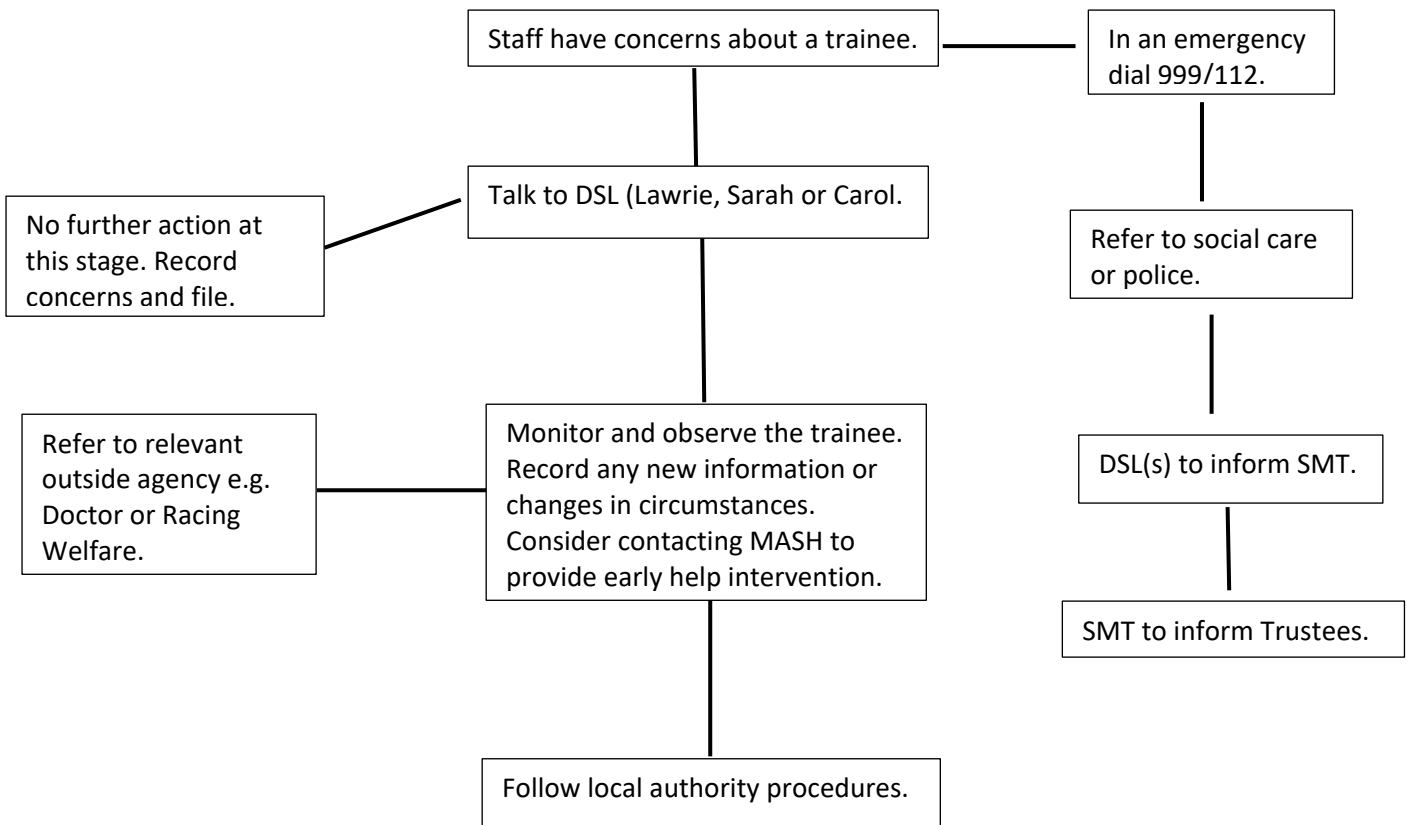 Staff have concerns about a trainee.
In an emergency
dial 999/112.
Talk to DSL (Lawrie, Sarah or Carol.
No further action at
this stage. Record
concerns and file.
Refer to social care
or police.
Refer to relevant
outside agency e.g.
Doctor or Racing
Welfare.
Monitor and observe the trainee.
Record any new information or
changes in circumstances.
Consider contacting MASH to
provide early help intervention.
DSL(s) to inform SMT.
SMT to inform Trustees.
Follow local authority procedures.